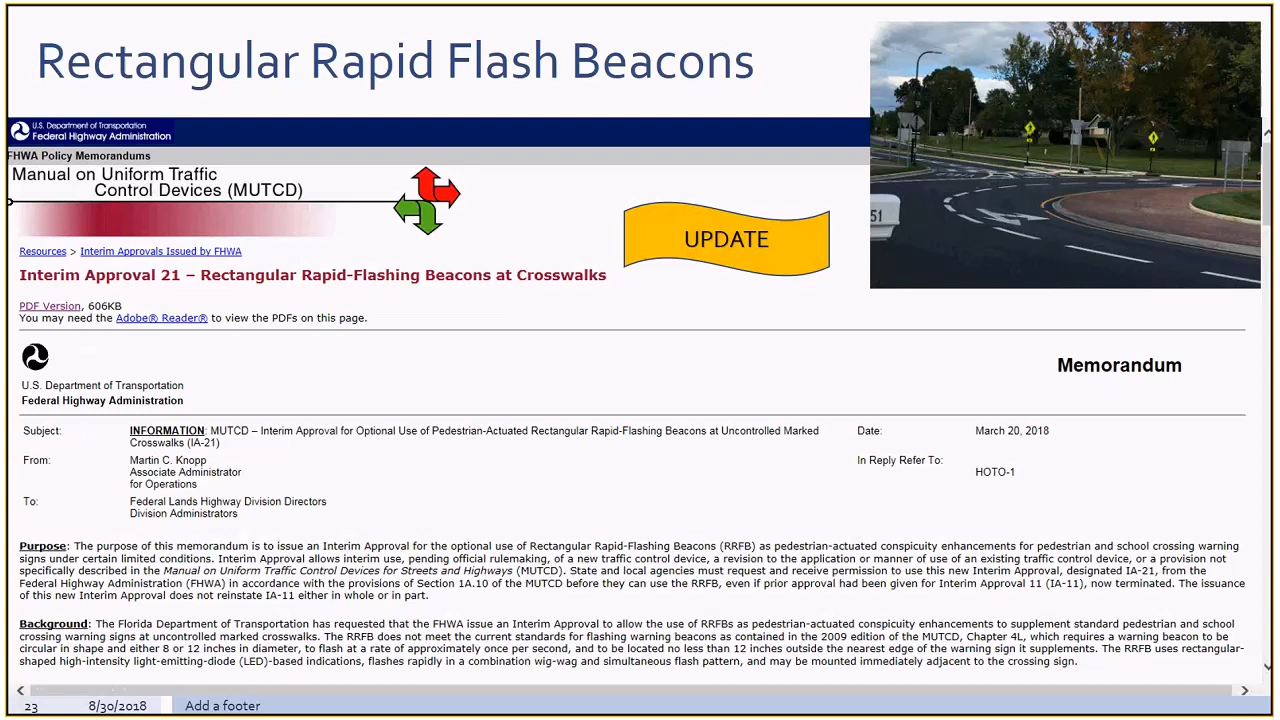 Rectangular Rapid Flash Beacons
U.S. Department of Transportation
Federal Highway Administration
FHWA Policy Memorandums
Manual on Uniform Traffic
Control Devices (MUTCD)
51
UPDATE
Resources > Interim Approvals Issued by FHWA
Interim Approval 21 – Rectangular Rapid-Flashing Beacons at Crosswalks
PDF Version, 606KB
You may need the Adobe® Reader® to view the PDFs on this page.
Memorandum
U.S. Department of Transportation
Federal Highway Administration
Subject: INFORMATION: MUTCD – Interim Approval for Optional Use of Pedestrian-Actuated Rectangular Rapid-Flashing Beacons at Uncontrolled Marked
Crosswalks (IA-21)
Date: March 20, 2018
From: Martin C. Knopp
Associate Administrator
for Operations
In Reply Refer To:
HOTO-1
To: Federal Lands Highway Division Directors
Division Administrators
Purpose: The purpose of this memorandum is to issue an Interim Approval for the optional use of Rectangular Rapid-Flashing Beacons (RRFB) as pedestrian-actuated conspicuity enhancements for pedestrian and school crossing warning
signs under certain limited conditions. Interim Approval allows interim use, pending official rulemaking, of a new traffic control device, a revision to the application or manner of use of an existing traffic control device, or a provision not
specifically described in the Manual on Uniform Traffic Control Devices for Streets and Highways (MUTCD). State and local agencies must request and receive permission to use this new Interim Approval, designated IA-21, from the
Federal Highway Administration (FHWA) in accordance with the provisions of Section 1A.10 of the MUTCD before they can use the RRFB, even if prior approval had been given for Interim Approval 11 (IA-11), now terminated. The issuance
of this new Interim Approval does not reinstate IA-11 either in whole or in part.
Background: The Florida Department of Transportation has requested that the FHWA issue an Interim Approval to allow the use of RRFBs as pedestrian-actuated conspicuity enhancements to supplement standard pedestrian and school
crossing warning signs at uncontrolled marked crosswalks. The RRFB does not meet the current standards for flashing warning beacons as contained in the 2009 edition of the MUTCD, Chapter 4L, which requires a warning beacon to be
circular in shape and either 8 or 12 inches in diameter, to flash at a rate of approximately once per second, and to be located no less than 12 inches outside the nearest edge of the warning sign it supplements. The RRFB uses rectangular-
shaped high-intensity light-emitting-diode (LED)-based indications, flashes rapidly in a combination wig-wag and simultaneous flash pattern, and may be mounted immediately adjacent to the crossing sign.
23 8/30/2018 Add a footer